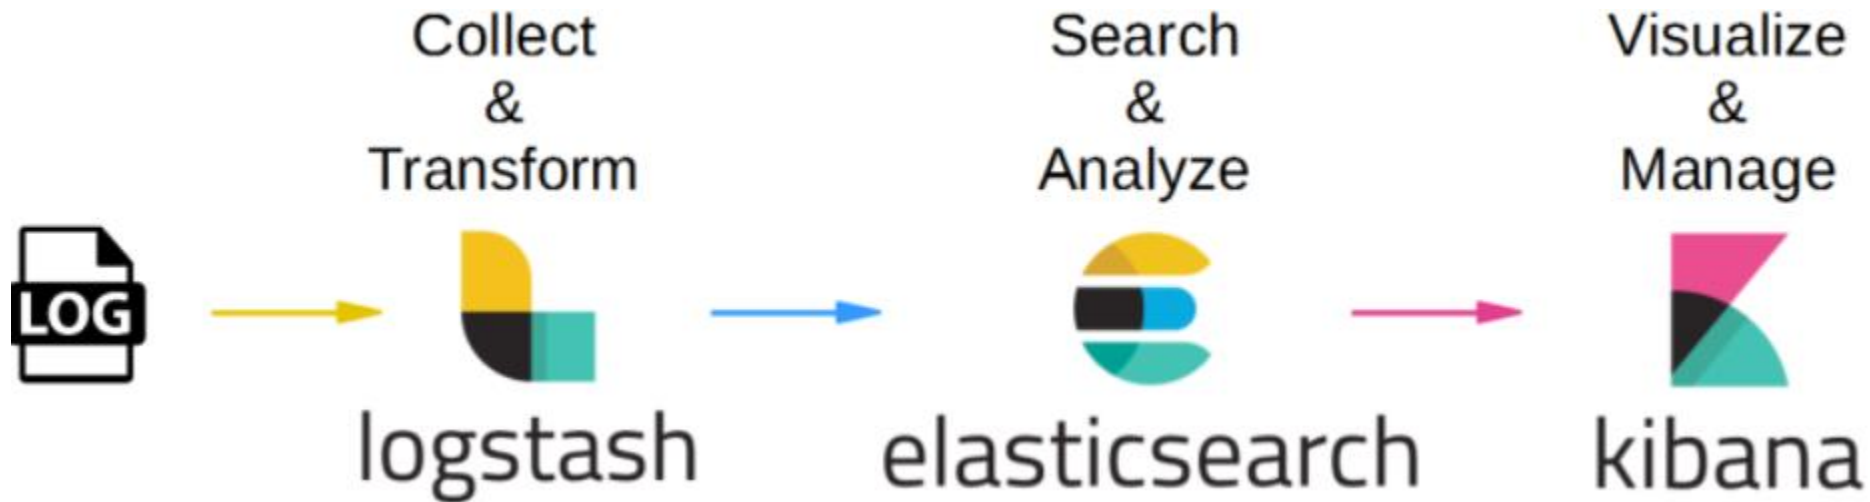 Collect
&
Transform
Search
&
Analyze
Visualize
&
Manage
LOG
logstash
elasticsearch
kibana